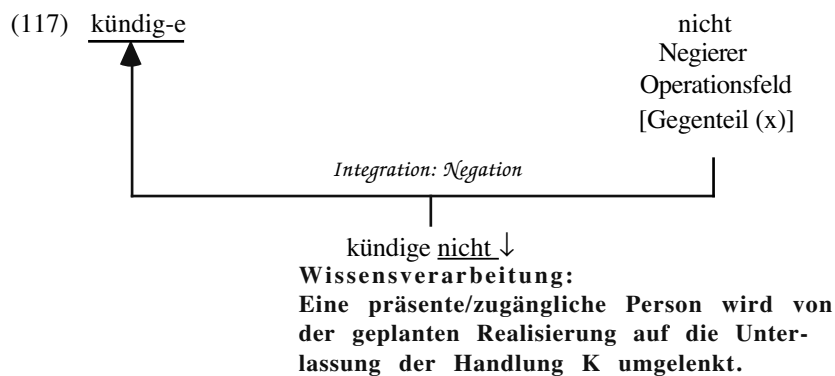 (117) kündig-e nicht
Negierer
Operationsfeld
[Gegenteil (x)]
Integration: Negation
kündige nicht ↓
Wissensverarbeitung:
Eine präsente/zugängliche Person wird von
der geplanten Realisierung auf die Unter-
lassung der Handlung K umgelenkt.